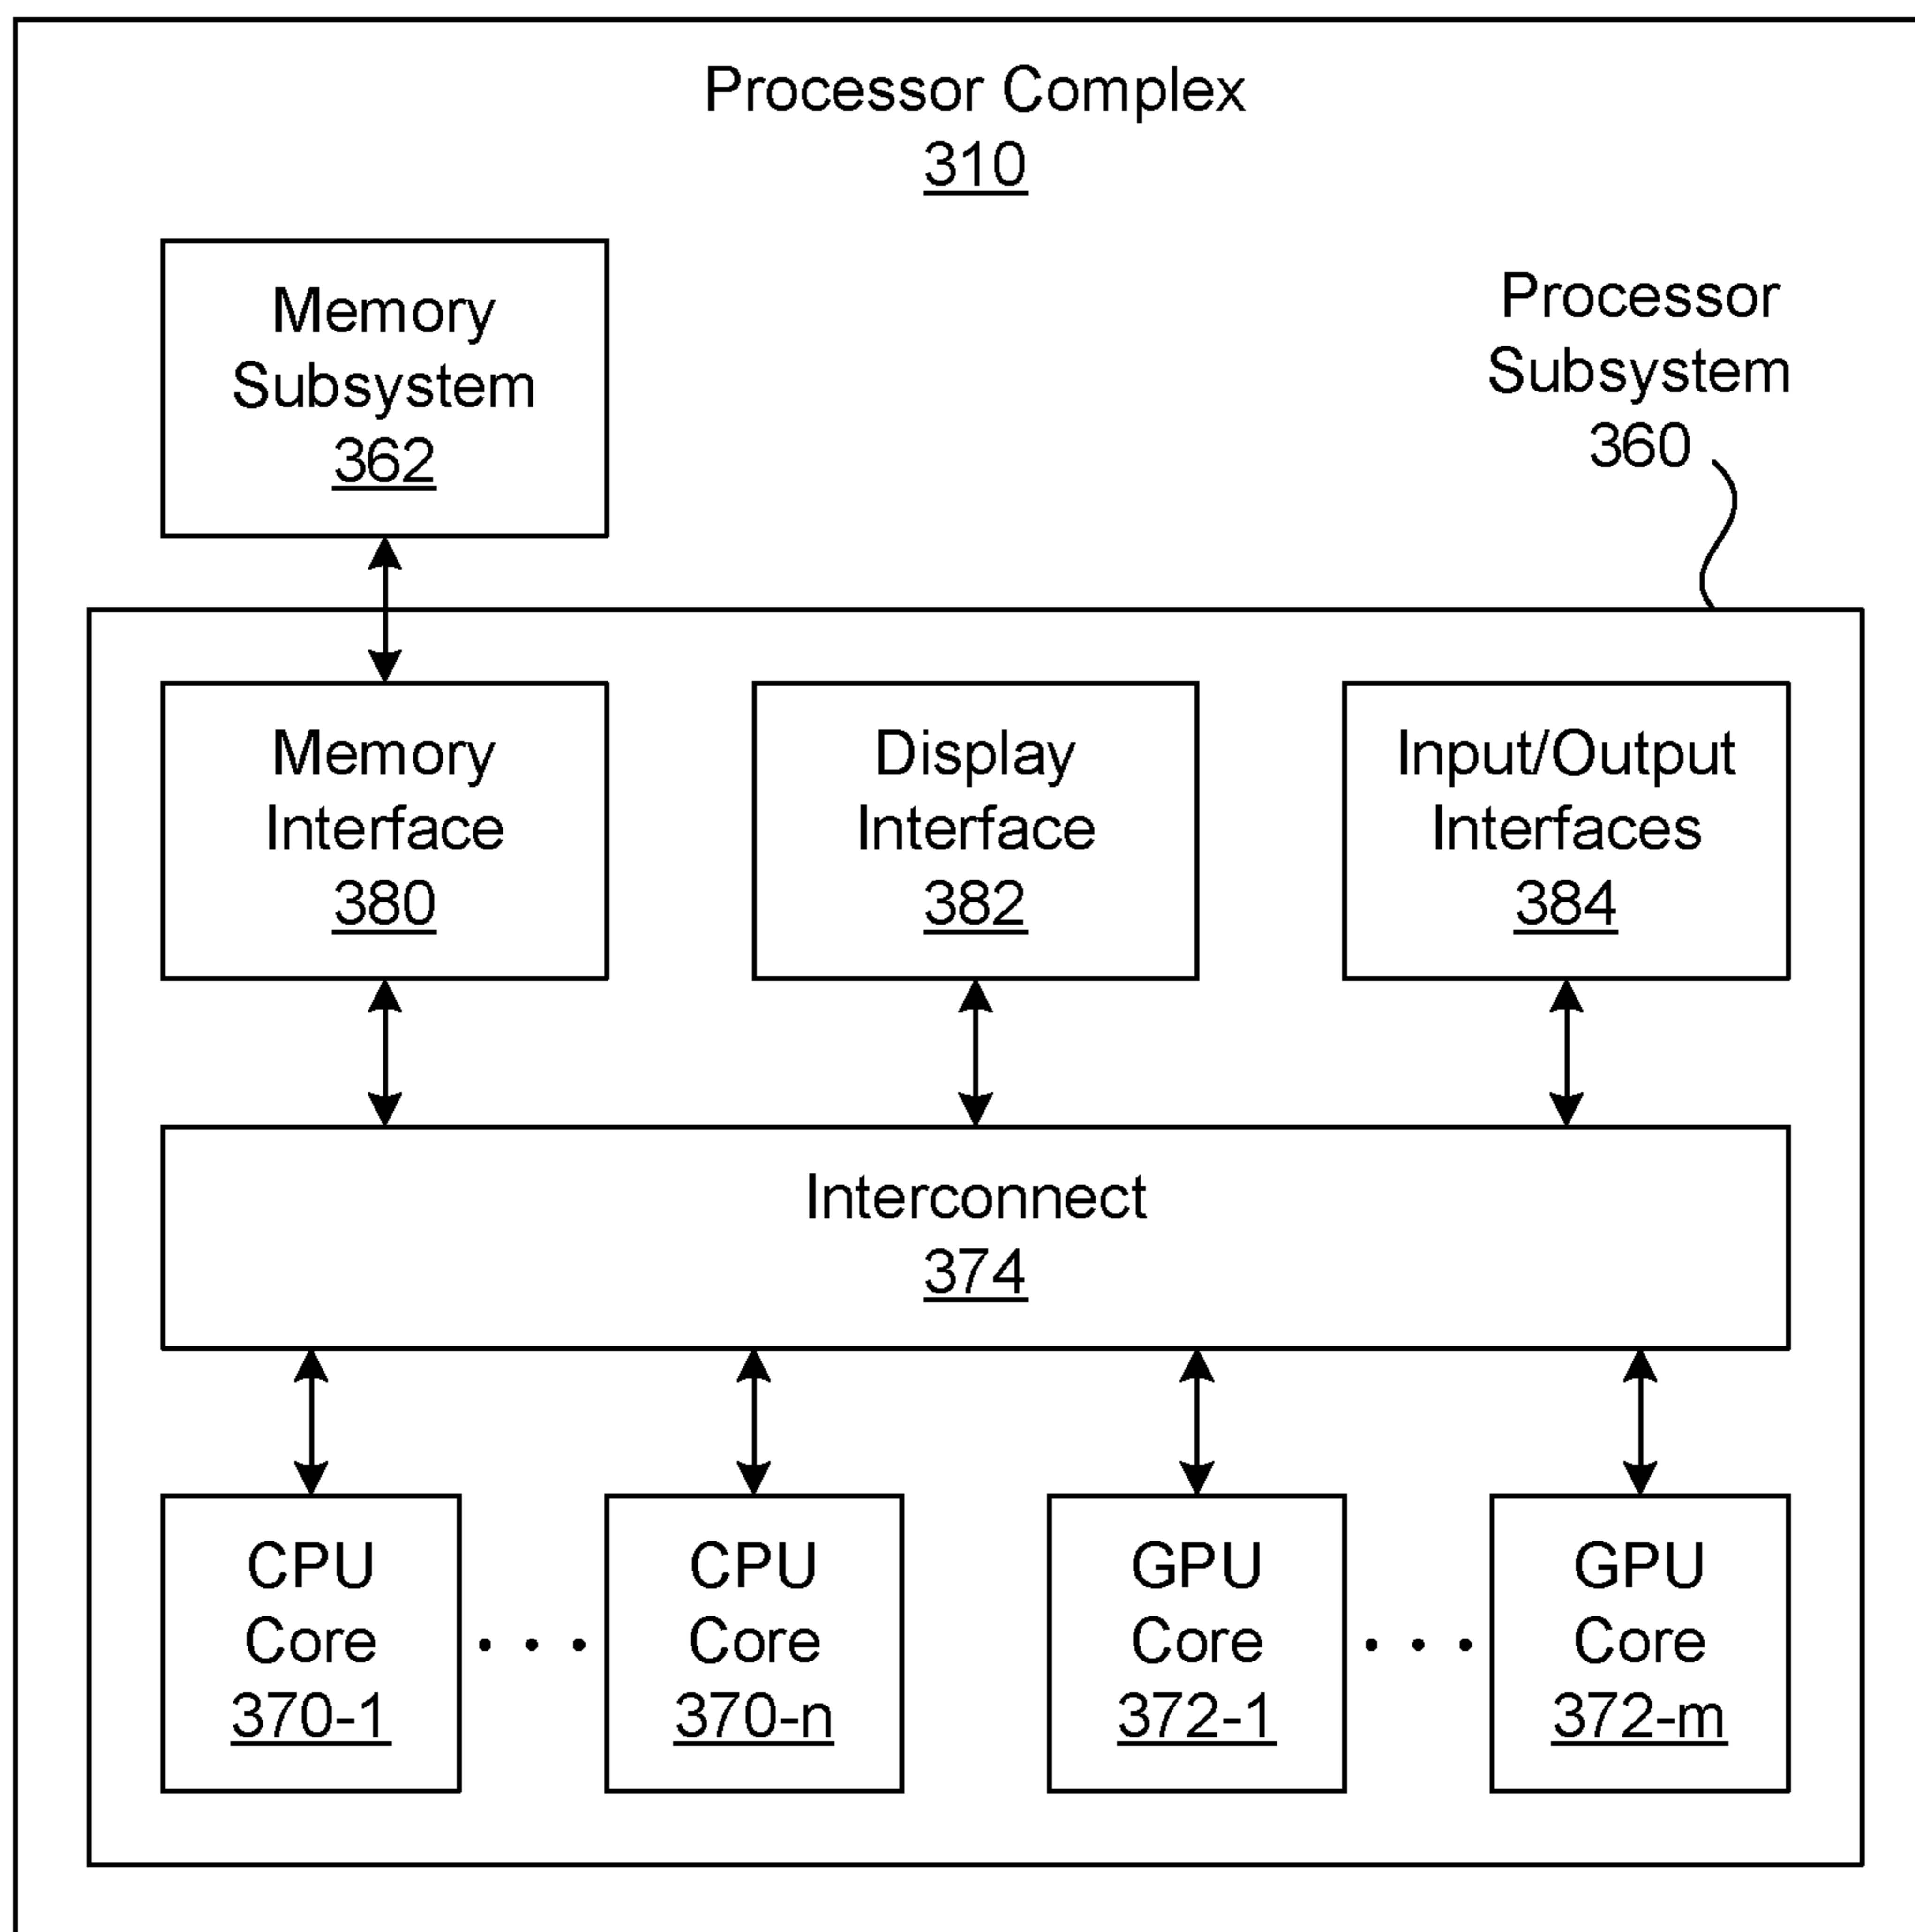 Processor Complex
310
Memory
Subsystem
362
Processor
Subsystem
360
Memory
Interface
380
Display
Interface
382
Input/Output
Interfaces
384
Interconnect
374
CPU
Core
370-1
CPU
Core
370-n
GPU
Core
372-1
GPU
Core
372-m